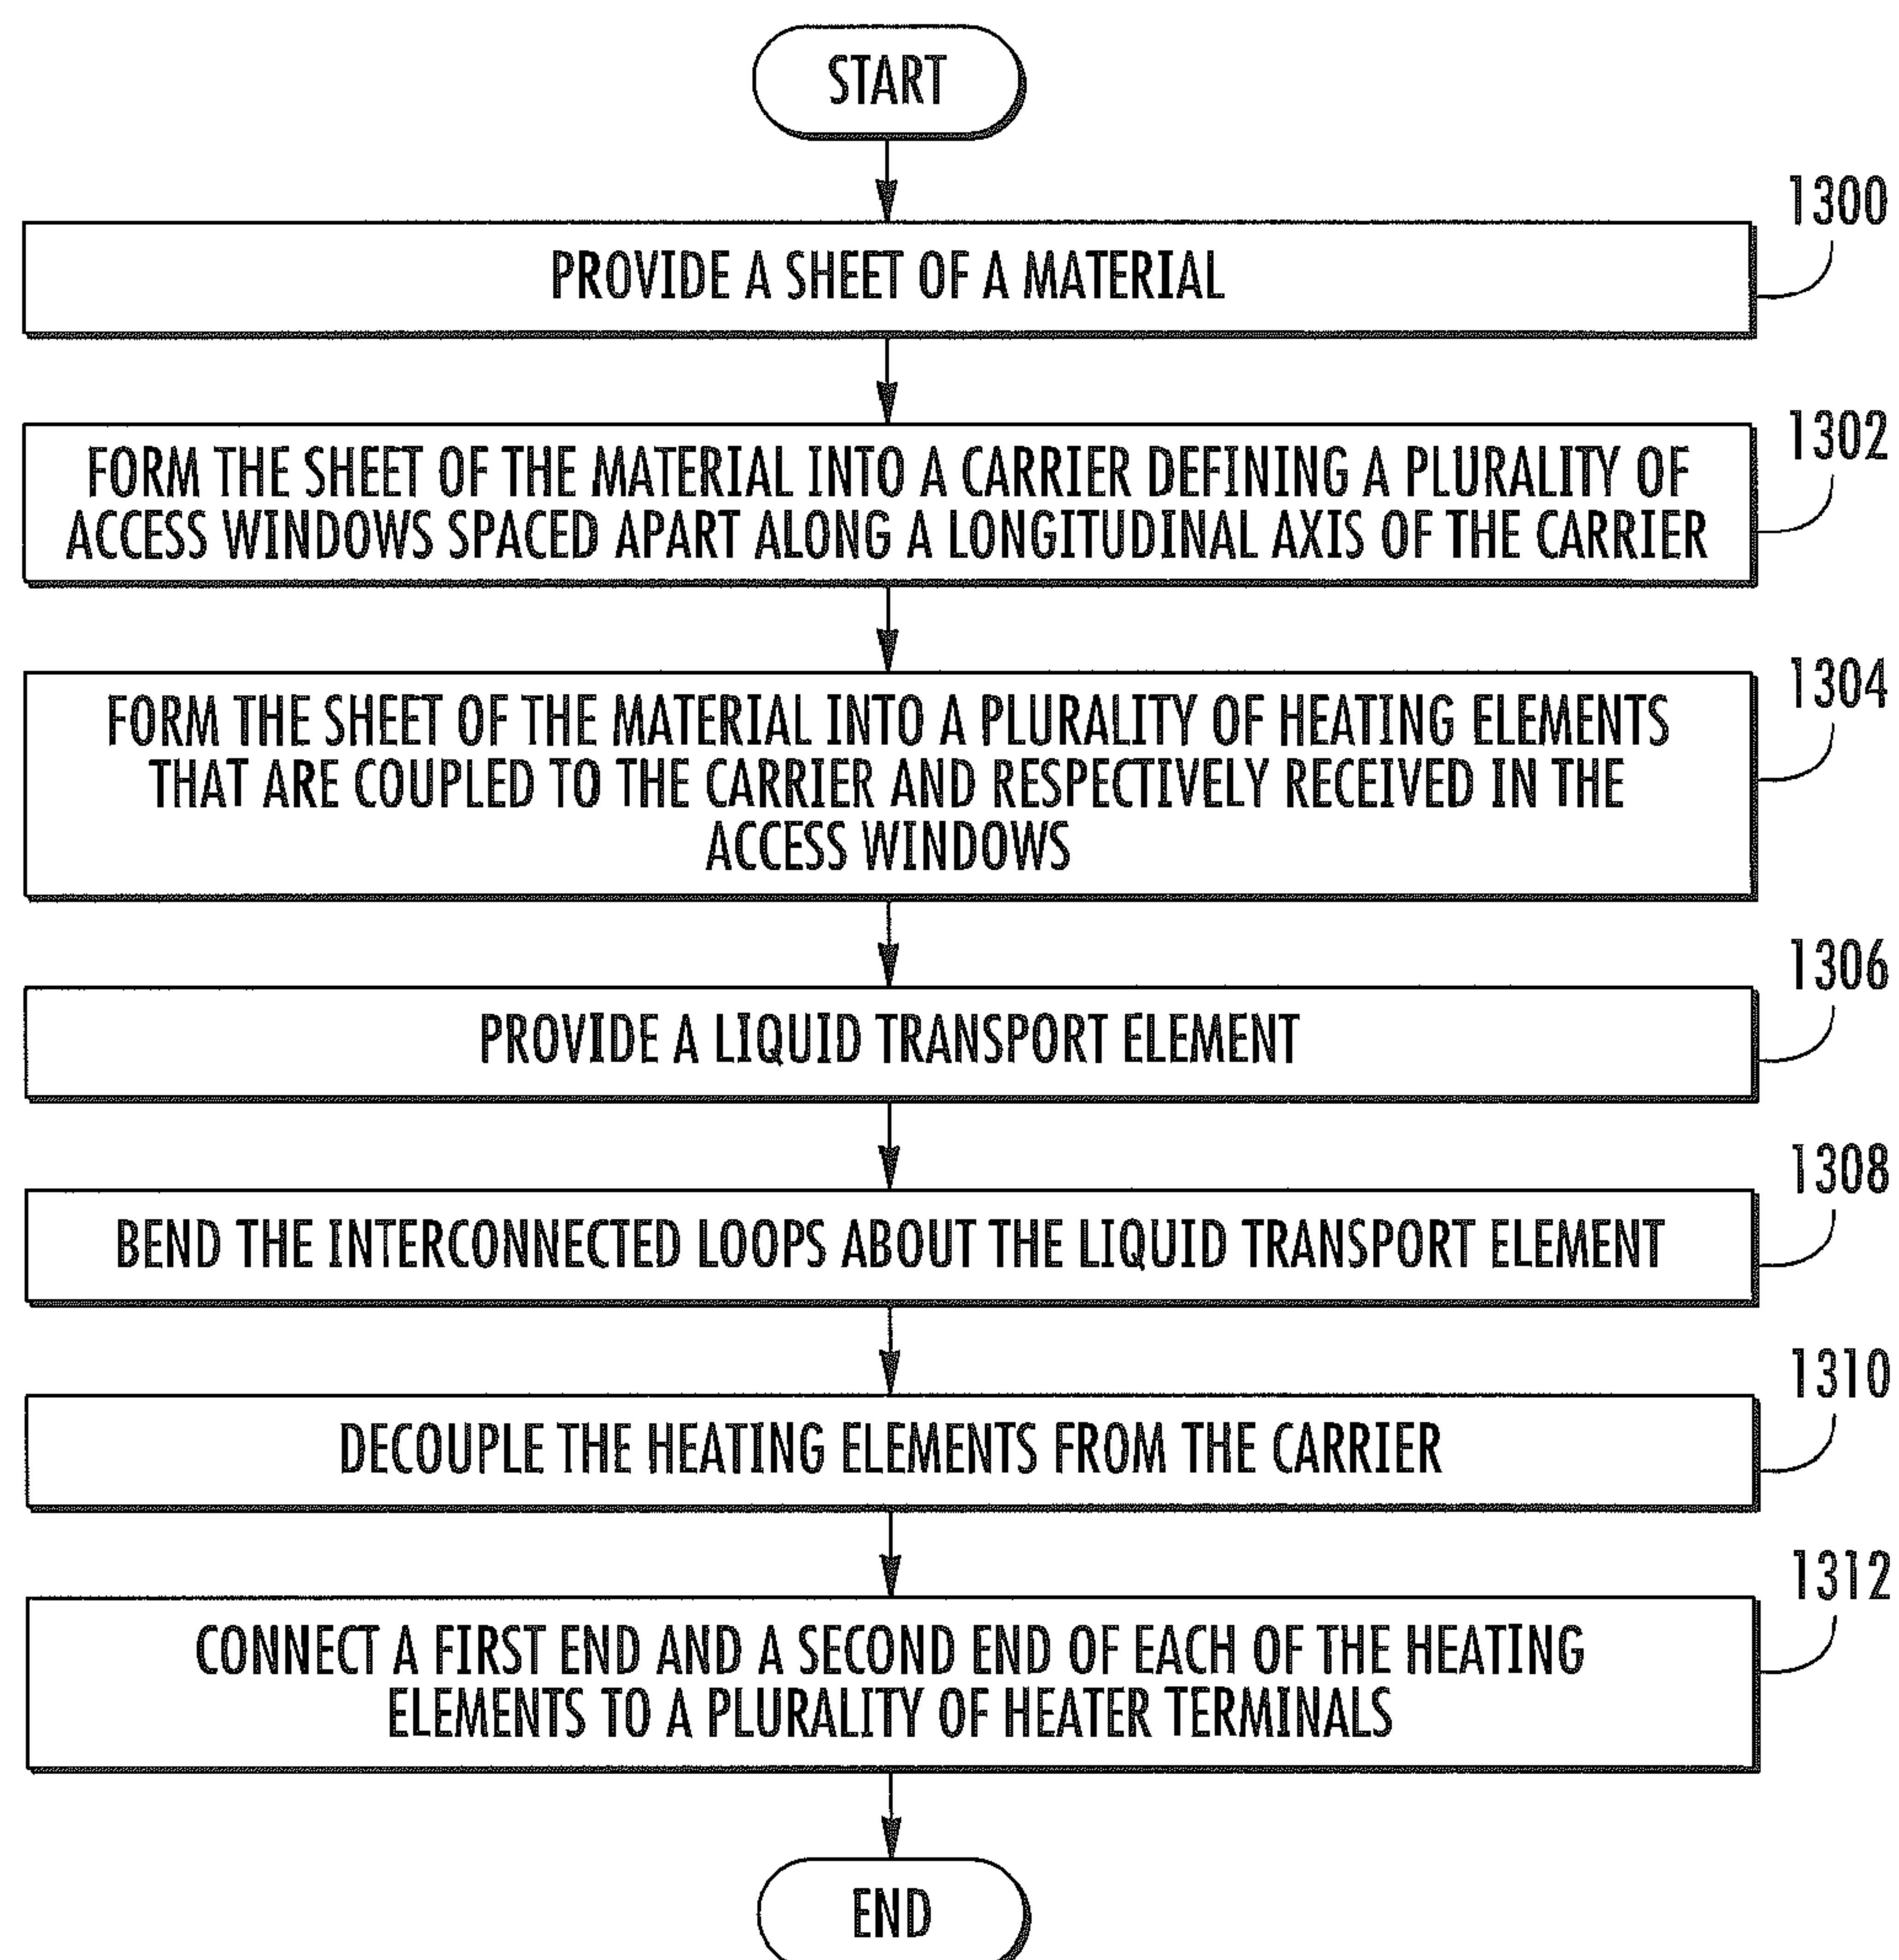 START
1300
PROVIDE A SHEET OF A MATERIAL
1302
FORM THE SHEET OF THE MATERIAL INTO A CARRIER DEFINING A PLURALITY OF
ACCESS WINDOWS SPACED APART ALONG A LONGITUDINAL AXIS OF THE CARRIER
1304
FORM THE SHEET OF THE MATERIAL INTO A PLURALITY OF HEATING ELEMENTS
THAT ARE COUPLED TO THE CARRIER AND RESPECTIVELY RECEIVED IN THE
ACCESS WINDOWS
1306
PROVIDE A LIQUID TRANSPORT ELEMENT
1308
BEND THE INTERCONNECTED LOOPS ABOUT THE LIQUID TRANSPORT ELEMENT
1310
DECOUPLE THE HEATING ELEMENTS FROM THE CARRIER
1312
CONNECT A FIRST END AND A SECOND END OF EACH OF THE HEATING
ELEMENTS TO A PLURALITY OF HEATER TERMINALS
END